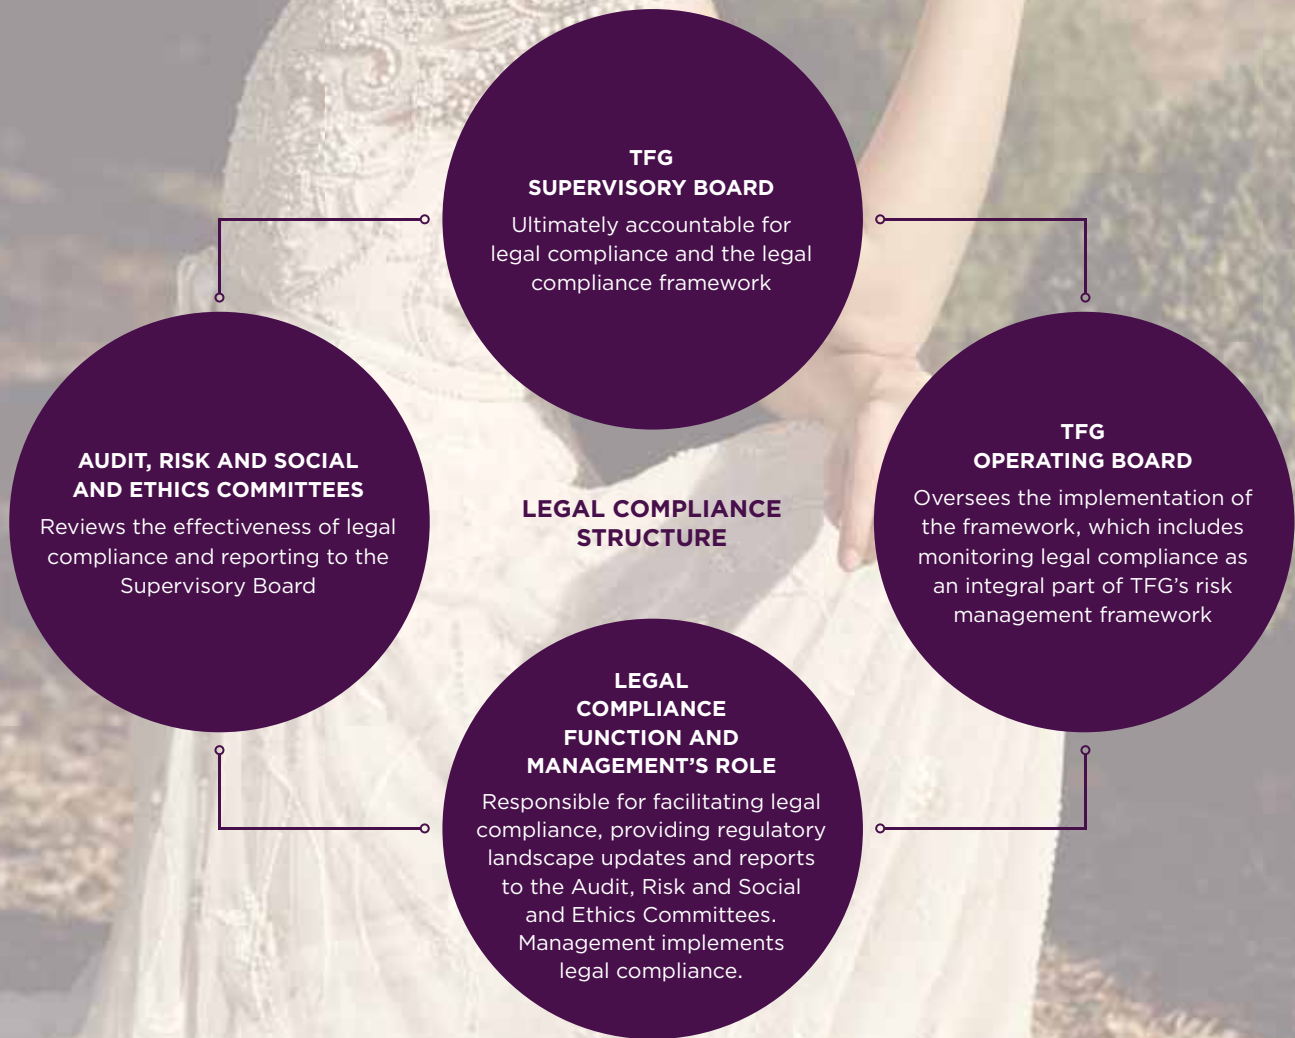 TFG
SUPERVISORY BOARD
Ultimately accountable for
legal compliance and the legal
compliance framework
AUDIT, RISK AND SOCIAL
AND ETHICS COMMITTEES
Reviews the effectiveness of legal
compliance and reporting to the
Supervisory Board
LEGAL COMPLIANCE
STRUCTURE
TFG
OPERATING BOARD
Oversees the implementation of
the framework, which includes
monitoring legal compliance as
an integral part of TFG’s risk
management framework
LEGAL
COMPLIANCE
FUNCTION AND
MANAGEMENT’S ROLE
Responsible for facilitating legal
compliance, providing regulatory
landscape updates and reports
to the Audit, Risk and Social
and Ethics Committees.
Management implements
legal compliance.